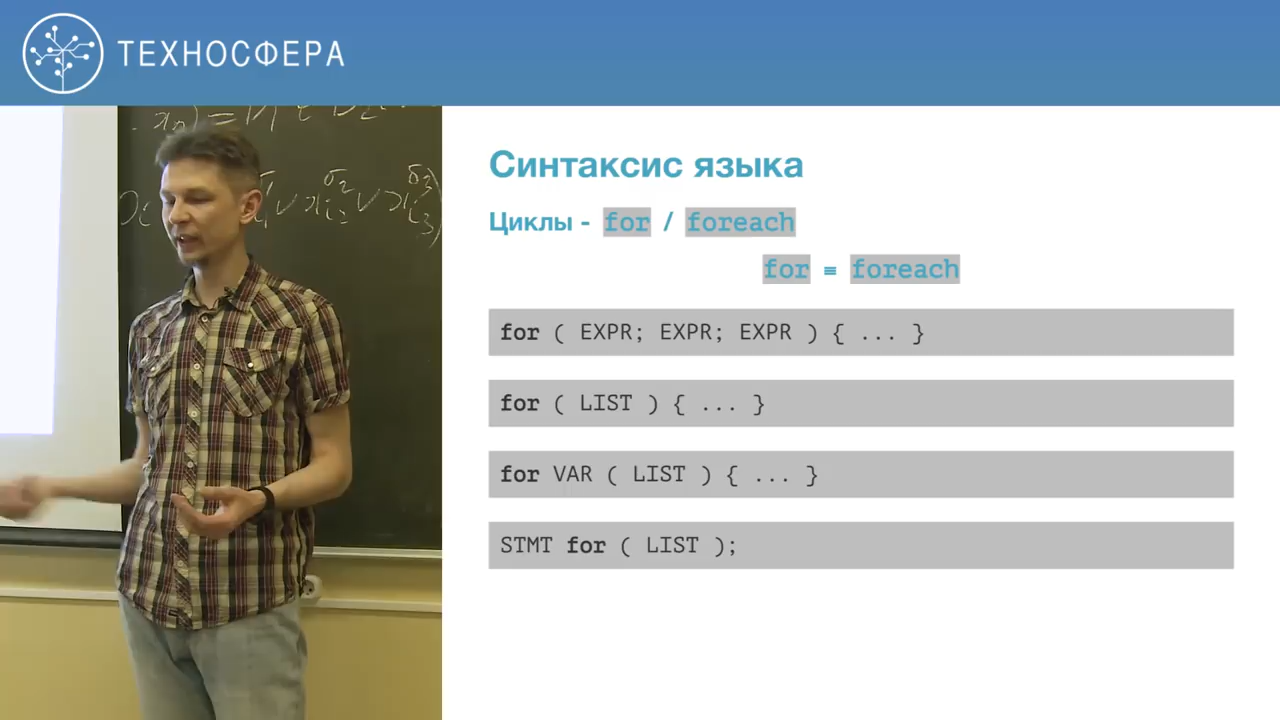 ТЕХНОСФЕРА
Синтаксис языка
Циклы - for / foreach
for = foreach
for ( EXPR; EXPR; EXPR ) { ... }
for ( LIST ) { ... }
for VAR ( LIST ) { ... }
STMT for ( LIST );